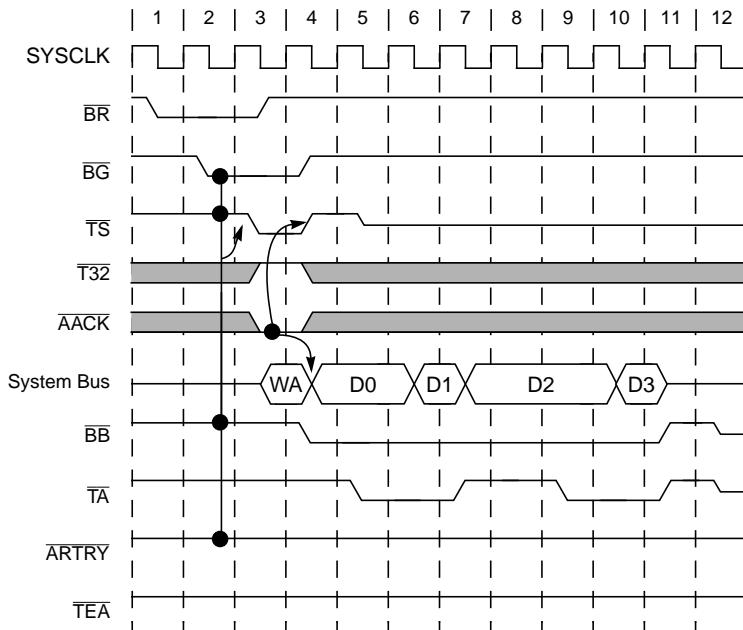 1 2 3 4 5 6 7 8 9 10 11 12
SYSCLK
BR
BG
TS
T32
AACK
System Bus WA D0 D1 D2 D3
BB
TA
ARTRY
TEA